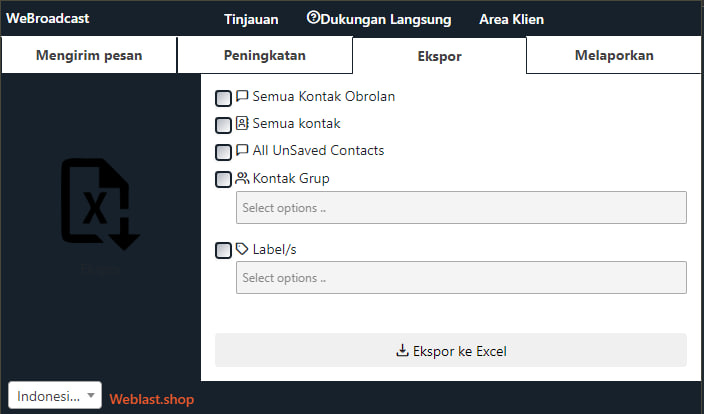 WeBroadcast
Tinjauan
Dukungan Langsung
Area Klien
Mengirim pesan
Peningkatan
Ekspor
Melaporkan
Semua Kontak Obrolan
Semua kontak
All UnSaved Contacts
Kontak Grup
Select options ..
Label/s
Select options ..
X
Ekspor
Ekspor ke Excel
Indonesi...
Weblast.shop